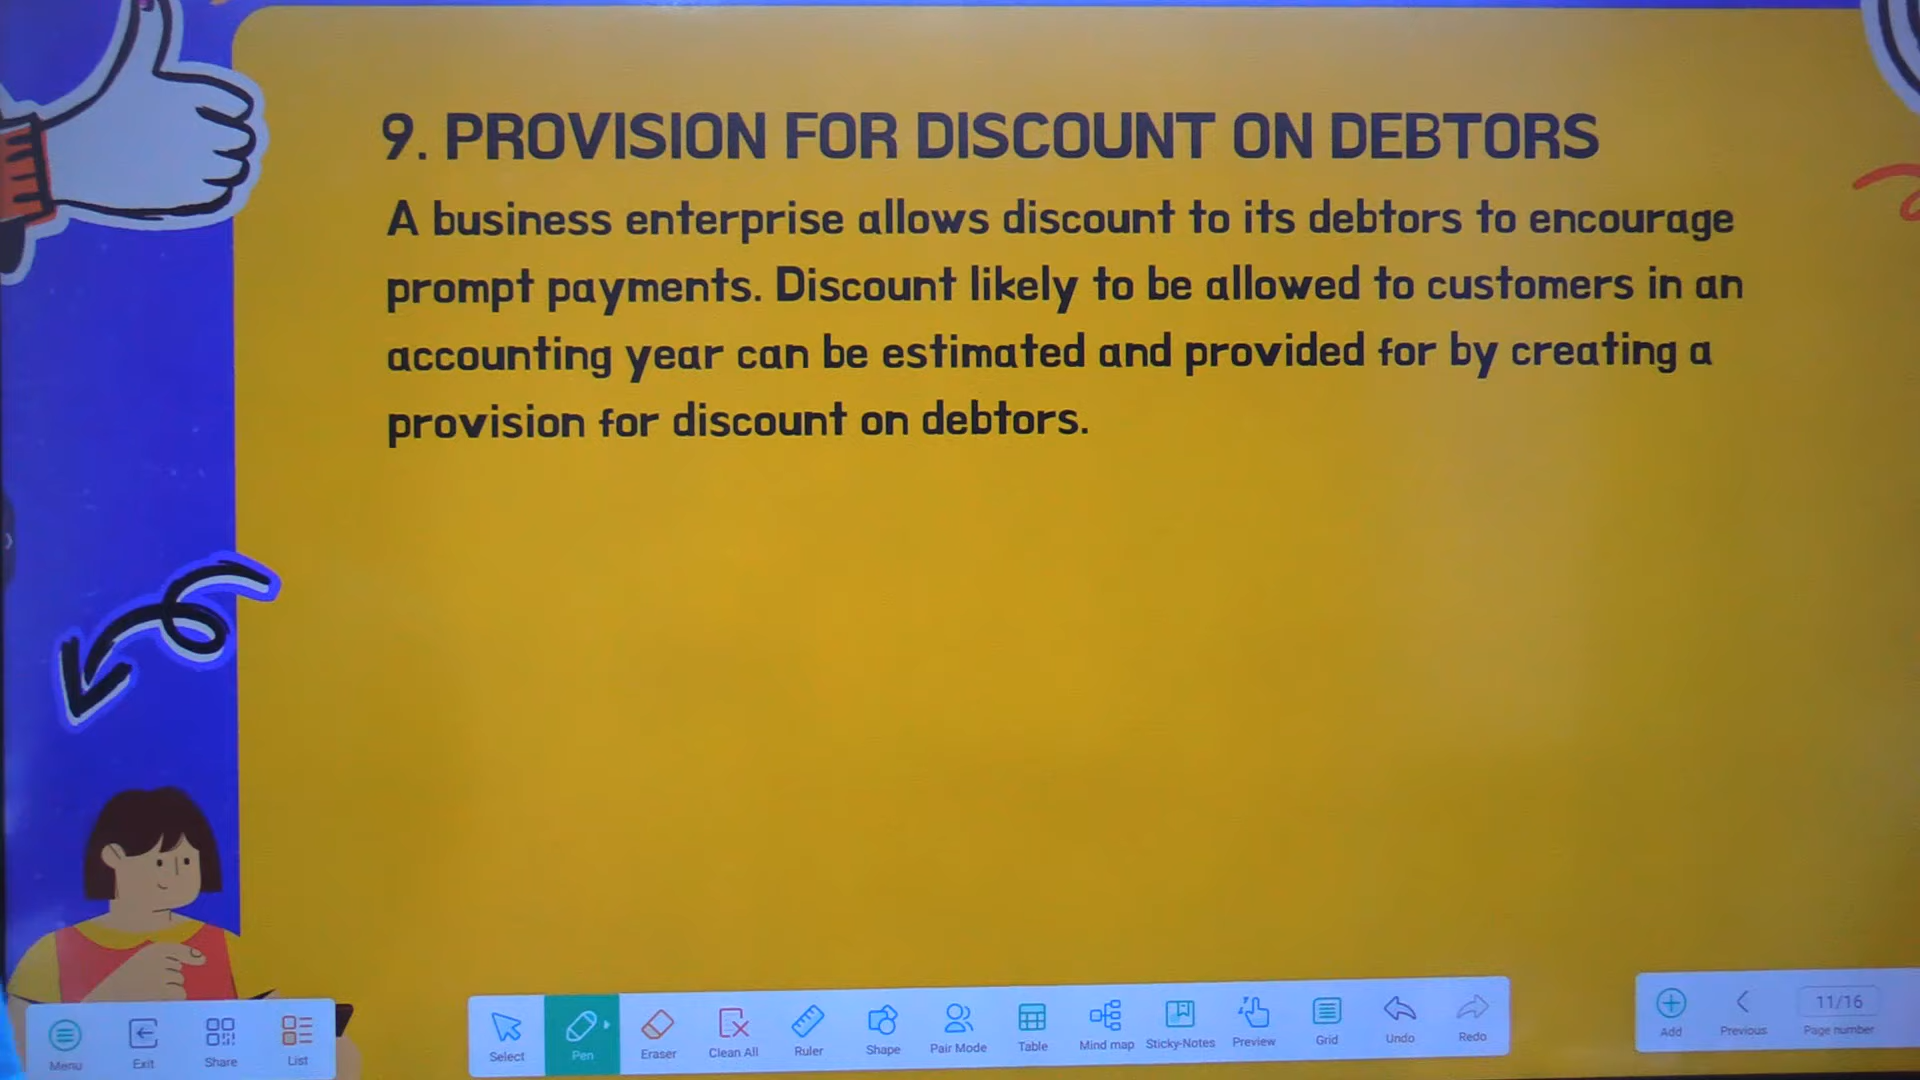 9. PROVISION FOR DISCOUNT ON DEBTORS
A business enterprise allows discount to its debtors to encourage
prompt payments. Discount likely to be allowed to customers in an
accounting year can be estimated and provided for by creating a
provision for discount on debtors.
Menu Exit Share List
Select Pen Eraser Clean All Ruler Shape Pair Mode Table Mind map Sticky-Notes Preview Grid Undo Redo
Add Previous 11/16 Page number